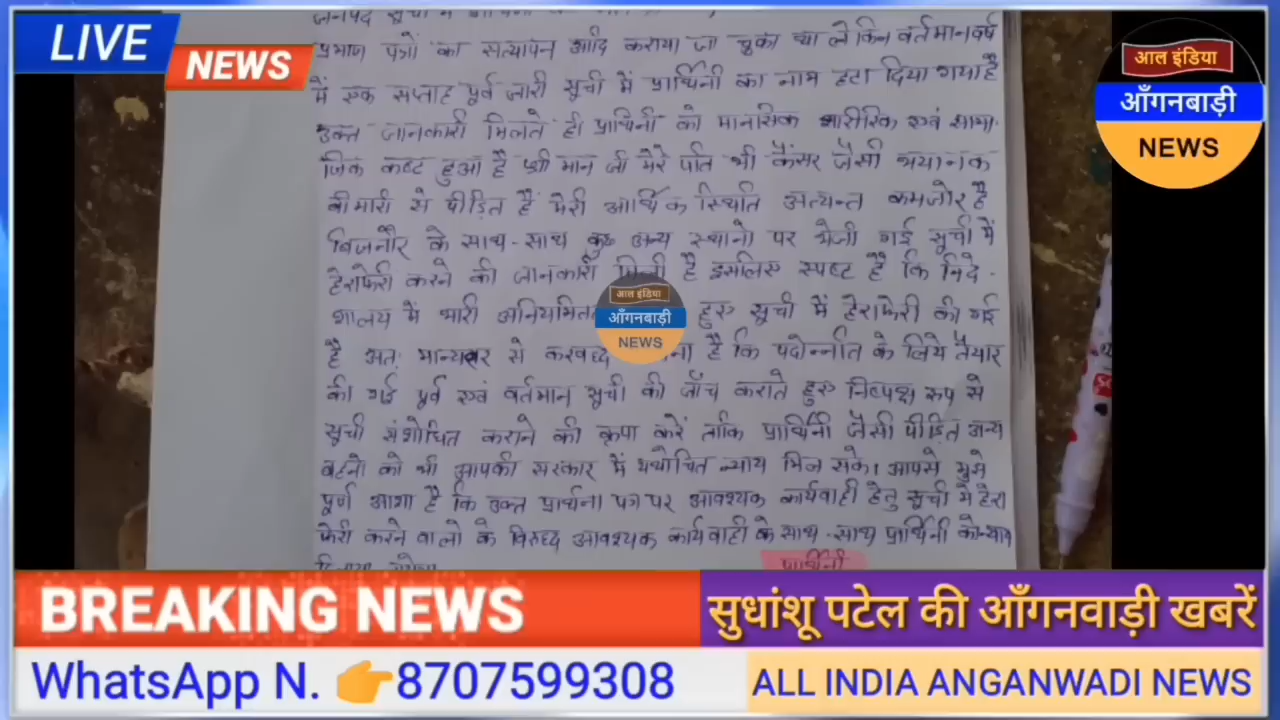 LIVE
NEWS
आल इंडिया
आँगनबाड़ी
NEWS
जनपद सूची में
प्रमाण पत्रों का सत्यापन आदि कराया जा चुका था लेकिन वर्तमान वर्ष
में एक सप्ताह पूर्व जारी सूची में प्रार्थिनी का नाम हटा दिया गया है
उक्त जानकारी मिलते ही प्रार्थिनी को मानसिक शारीरिक एवं सामा-
जिक कष्ट हुआ है श्री मान जी मेरे पति भी कैंसर जैसी भयानक
बीमारी से पीड़ित हैं मेरी आर्थिक स्थिति अत्यन्त कमजोर है
बिजनौर के साथ-साथ कुछ अन्य स्थानो पर भेजी गई सूची में
हेराफेरी करने की जानकारी मिली है इसलिए स्पष्ट है कि निदे-
शालय में भारी हुए सूची में हेराफेरी की गई
है अतः मान्यवर से करबद्ध है कि पदोन्नति के लिये तैयार
की गई पूर्व एवं वर्तमान सूची की जाँच कराते हुए निष्पक्ष रूप से
सूची संशोधित कराने की कृपा करें ताकि प्रार्थिनी जैसी पीड़ित अन्य
बहनो को भी आपकी सरकार में यथोचित न्याय मिल सके। आपसे मुझे
पूर्ण आशा है कि उक्त प्रार्थना पत्र पर आवश्यक कार्यवाही हेतु सूची में हेरा
फेरी करने वालो के विरुध्द आवश्यक कार्यवाही के साथ-साथ प्रार्थिनी को न्याय
प्रार्थिनी
आल इंडिया
आँगनबाड़ी
NEWS
BREAKING NEWS
सुधांशू पटेल की आँगनवाड़ी खबरें
WhatsApp N. 👉8707599308
ALL INDIA ANGANWADI NEWS